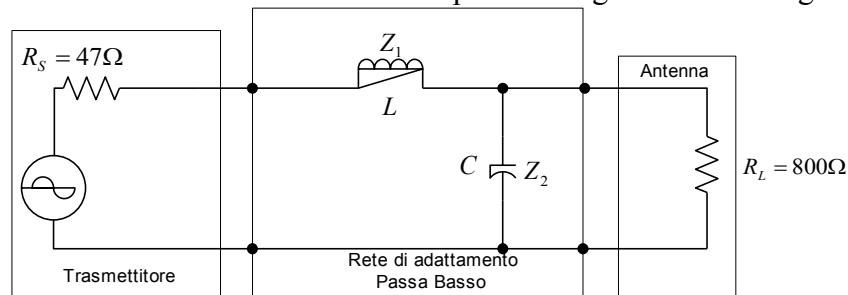 R_S = 47Ω
Z_1
L
Antenna
C
Z_2
R_L = 800Ω
Trasmettitore
Rete di adattamento
Passa Basso